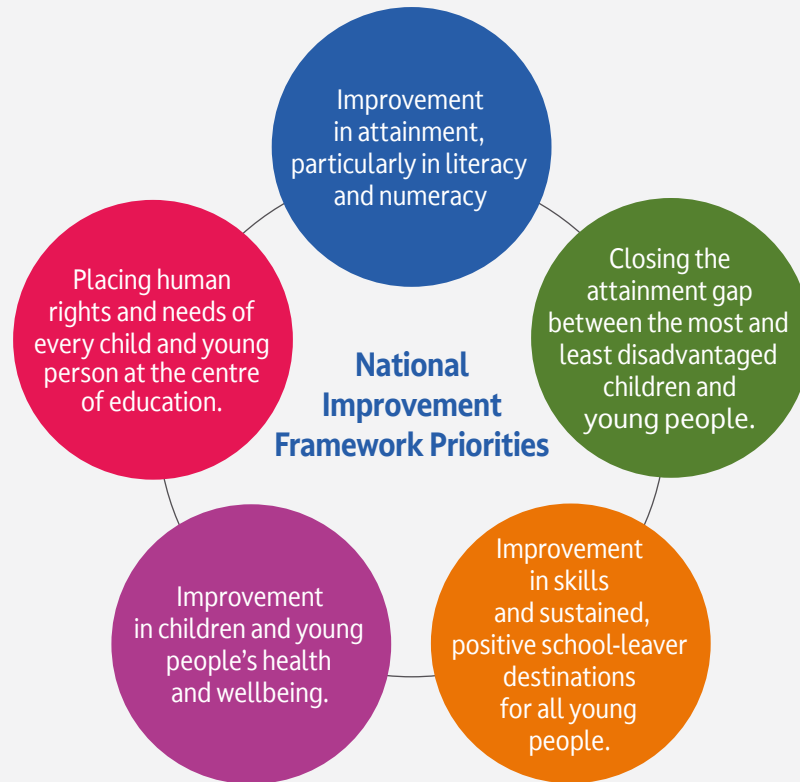 National
Improvement
Framework Priorities
Improvement
in attainment,
particularly in literacy
and numeracy
Closing the
attainment gap
between the most and
least disadvantaged
children and
young people.
Improvement
in skills
and sustained,
positive school-leaver
destinations
for all young
people.
Improvement
in children and young
people’s health
and wellbeing.
Placing human
rights and needs of
every child and young
person at the centre
of education.